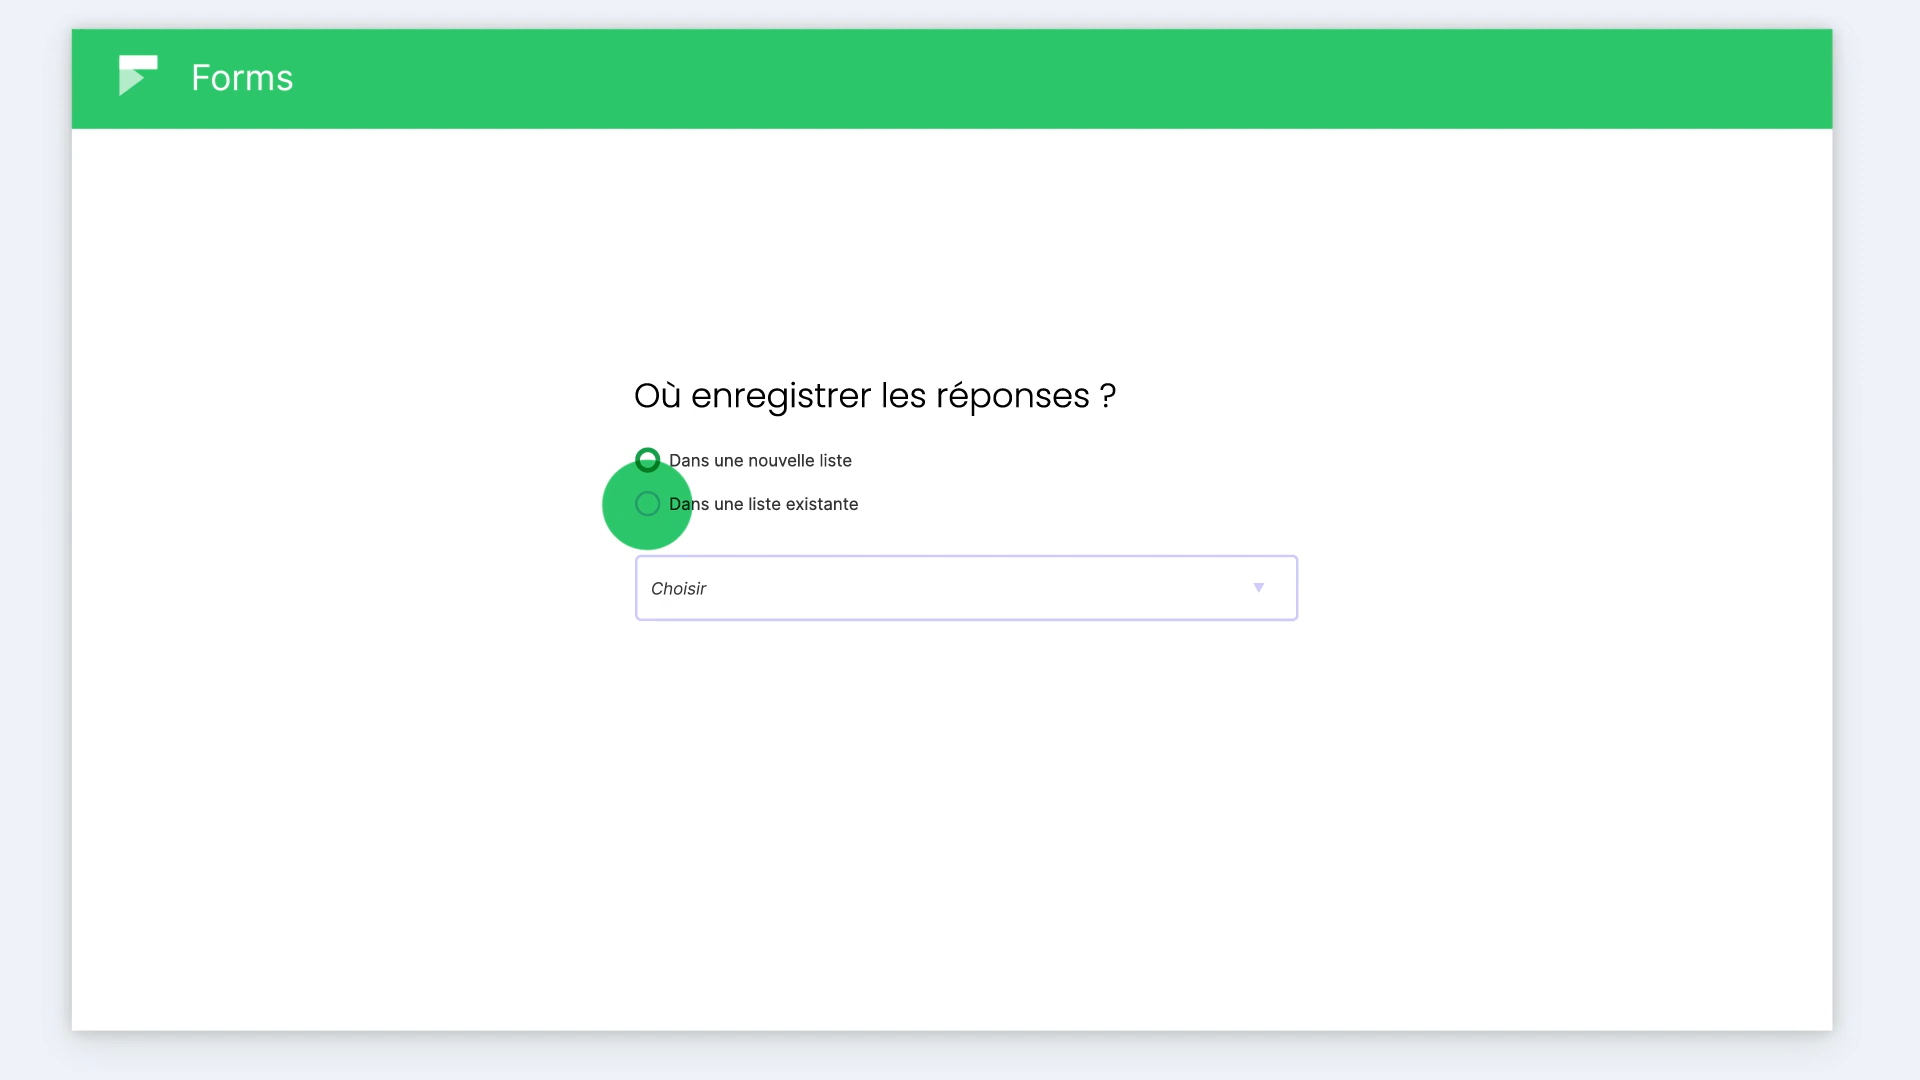 Forms
Où enregistrer les réponses ?
Dans une nouvelle liste
Dans une liste existante
Choisir